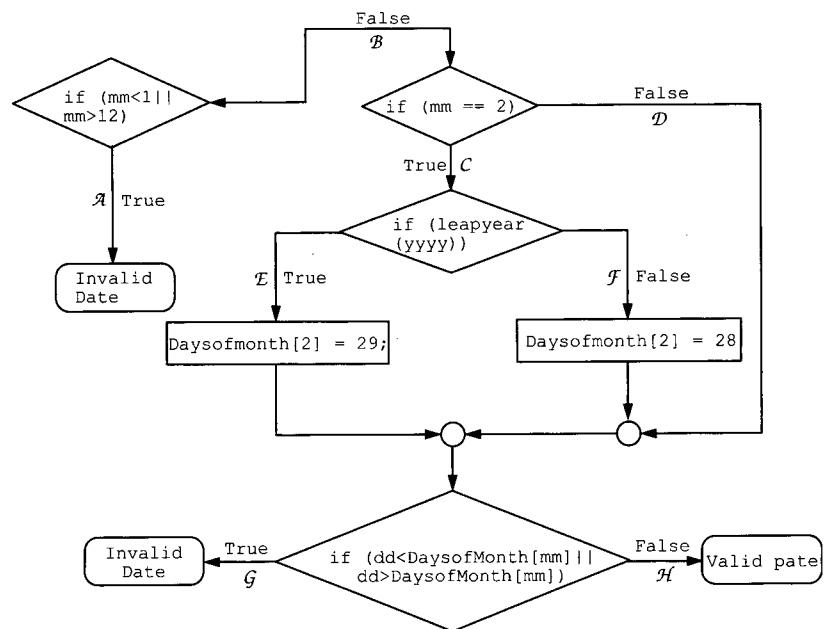 False
B
if (mm<1||
mm>12)
if (mm == 2)
False
D
True C
A True
if (leapyear
(yyyy))
Invalid
Date
E True
F False
Daysofmonth[2] = 29;
Daysofmonth[2] = 28
Invalid
Date
True
G
if (dd<DaysofMonth[mm]||
dd>DaysofMonth[mm])
False
H
Valid pate